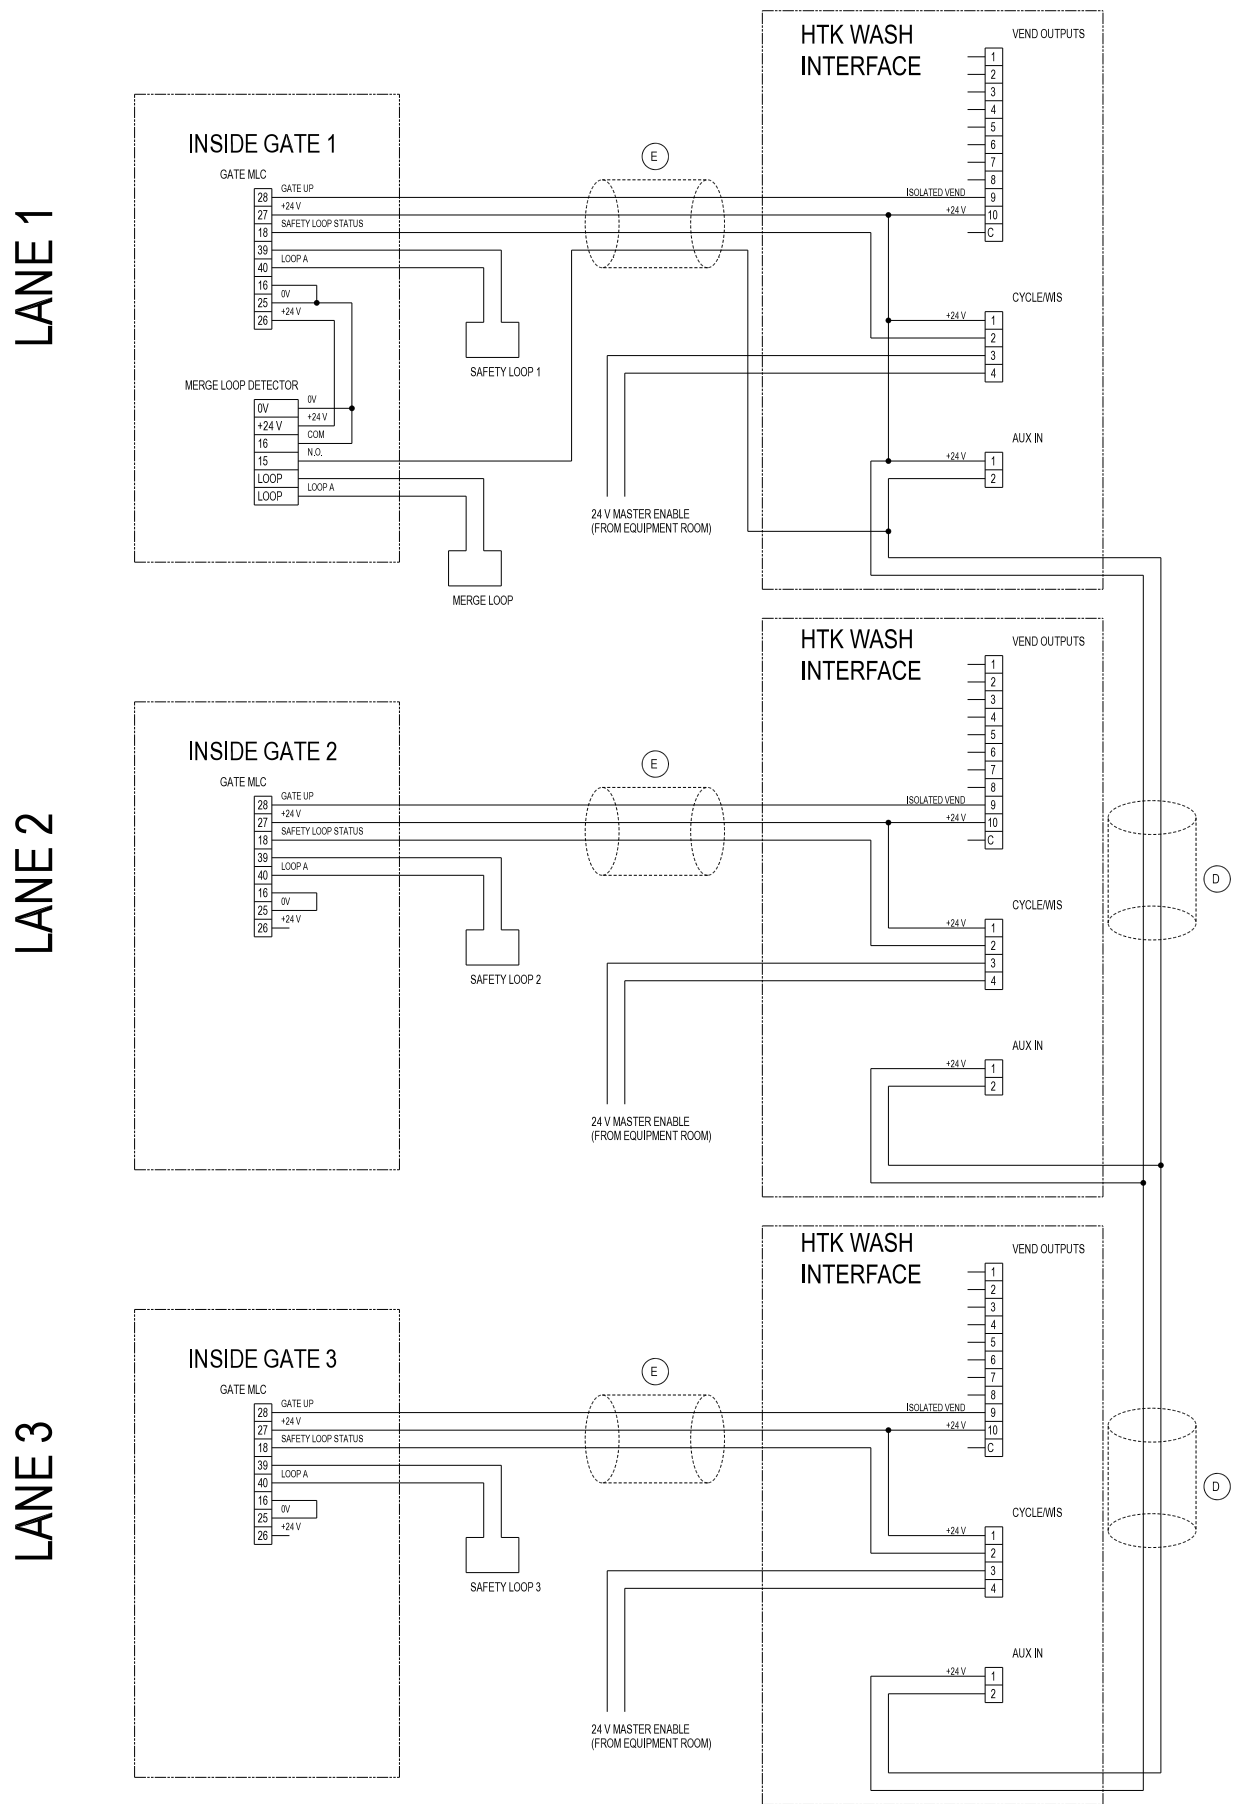 LANE 1
INSIDE GATE 1
GATE MLC
28 GATE UP
27 +24 V
18 SAFETY LOOP STATUS
39
40 LOOP A
16
25 0V
26 +24 V
SAFETY LOOP 1
MERGE LOOP DETECTOR
0V 0V
+24 V +24 V
16 COM
15 N.O.
LOOP
LOOP LOOP A
MERGE LOOP
E
24 V MASTER ENABLE
(FROM EQUIPMENT ROOM)
HTK WASH
INTERFACE
VEND OUTPUTS
1
2
3
4
5
6
7
8
ISOLATED VEND 9
+24 V 10
C
CYCLE/WIS
+24 V 1
2
3
4
AUX IN
+24 V 1
2
LANE 2
INSIDE GATE 2
GATE MLC
28 GATE UP
27 +24 V
18 SAFETY LOOP STATUS
39
40 LOOP A
16
25 0V
26 +24 V
SAFETY LOOP 2
E
24 V MASTER ENABLE
(FROM EQUIPMENT ROOM)
HTK WASH
INTERFACE
VEND OUTPUTS
1
2
3
4
5
6
7
8
ISOLATED VEND 9
+24 V 10
C
CYCLE/WIS
+24 V 1
2
3
4
AUX IN
+24 V 1
2
D
LANE 3
INSIDE GATE 3
GATE MLC
28 GATE UP
27 +24 V
18 SAFETY LOOP STATUS
39
40 LOOP A
16
25 0V
26 +24 V
SAFETY LOOP 3
E
24 V MASTER ENABLE
(FROM EQUIPMENT ROOM)
HTK WASH
INTERFACE
VEND OUTPUTS
1
2
3
4
5
6
7
8
ISOLATED VEND 9
+24 V 10
C
CYCLE/WIS
+24 V 1
2
3
4
AUX IN
+24 V 1
2
D